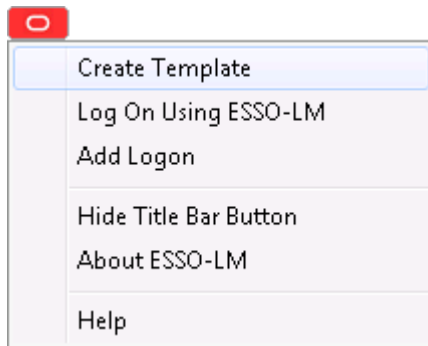 Create Template
Log On Using ESSO-LM
Add Logon
Hide Title Bar Button
About ESSO-LM
Help